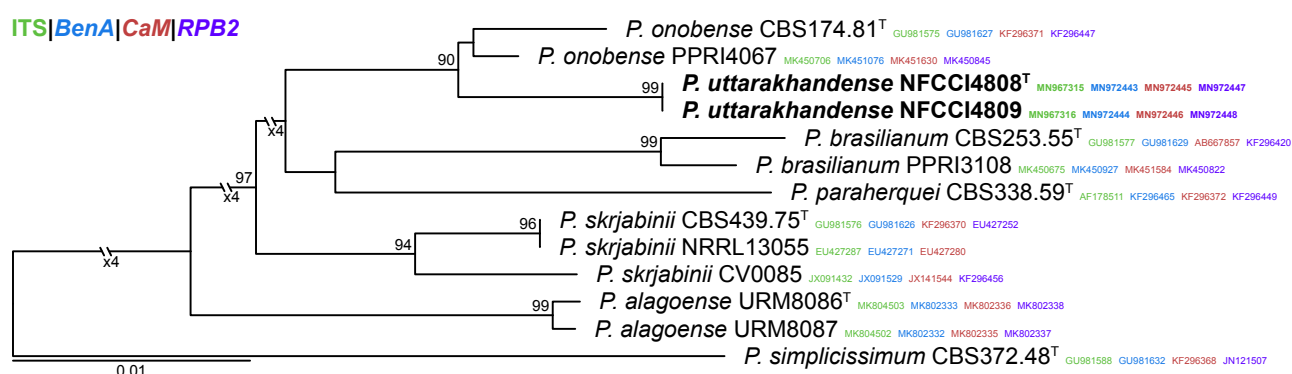 ITS|BenA|CaM|RPB2
P. onobense CBS174.81T GU981575 GU981627 KF296371 KF296447
90
P. onobense PPRI4067 MK450706 MK451076 MK451630 MK450845
99
P. uttarakhandense NFCCI4808T MN967315 MN972443 MN972445 MN972447
P. uttarakhandense NFCCI4809 MN967316 MN972444 MN972446 MN972448
x4
99
P. brasilianum CBS253.55T GU981577 GU981629 AB667857 KF296420
P. brasilianum PPRI3108 MK450675 MK450927 MK451584 MK450822
97
x4
P. paraherquei CBS338.59T AF178511 KF296465 KF296372 KF296449
96
P. skrjabinii CBS439.75T GU981576 GU981626 KF296370 EU427252
94
P. skrjabinii NRRL13055 EU427287 EU427271 EU427280
x4
P. skrjabinii CV0085 JX091432 JX091529 JX141544 KF296456
99
P. alagoense URM8086T MK804503 MK802333 MK802336 MK802338
P. alagoense URM8087 MK804502 MK802332 MK802335 MK802337
P. simplicissimum CBS372.48T GU981588 GU981632 KF296368 JN121507
0.01